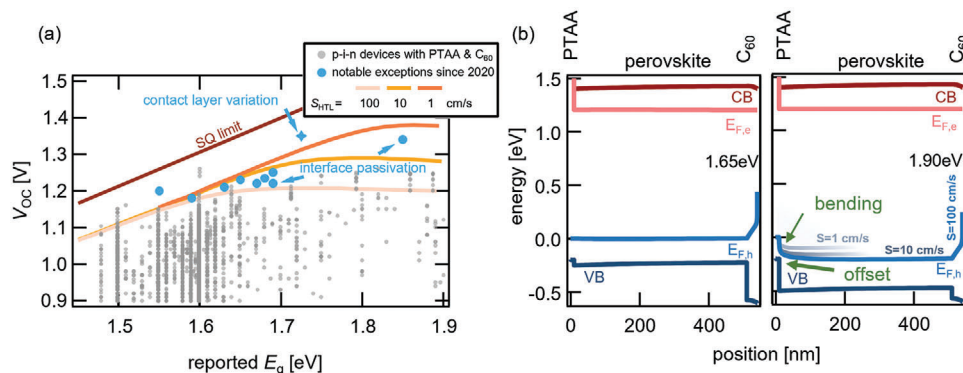 (a)
p-i-n devices with PTAA & C60
notable exceptions since 2020
SHTL = 100 10 1 cm/s
contact layer variation
SQ limit
interface passivation
1.4
1.3
1.2
1.1
1.0
0.9
VOC [V]
1.5 1.6 1.7 1.8 1.9
reported Eg [eV]
(b)
PTAA
perovskite
C60
PTAA
perovskite
C60
1.5
1.0
0.5
0.0
-0.5
energy [eV]
CB
EF,e
1.65eV
EF,h
VB
0 200 400
CB
EF,e
1.90eV
bending
S=1 cm/s
S=10 cm/s
S=100 cm/s
EF,h
VB
offset
0 200 400
position [nm]